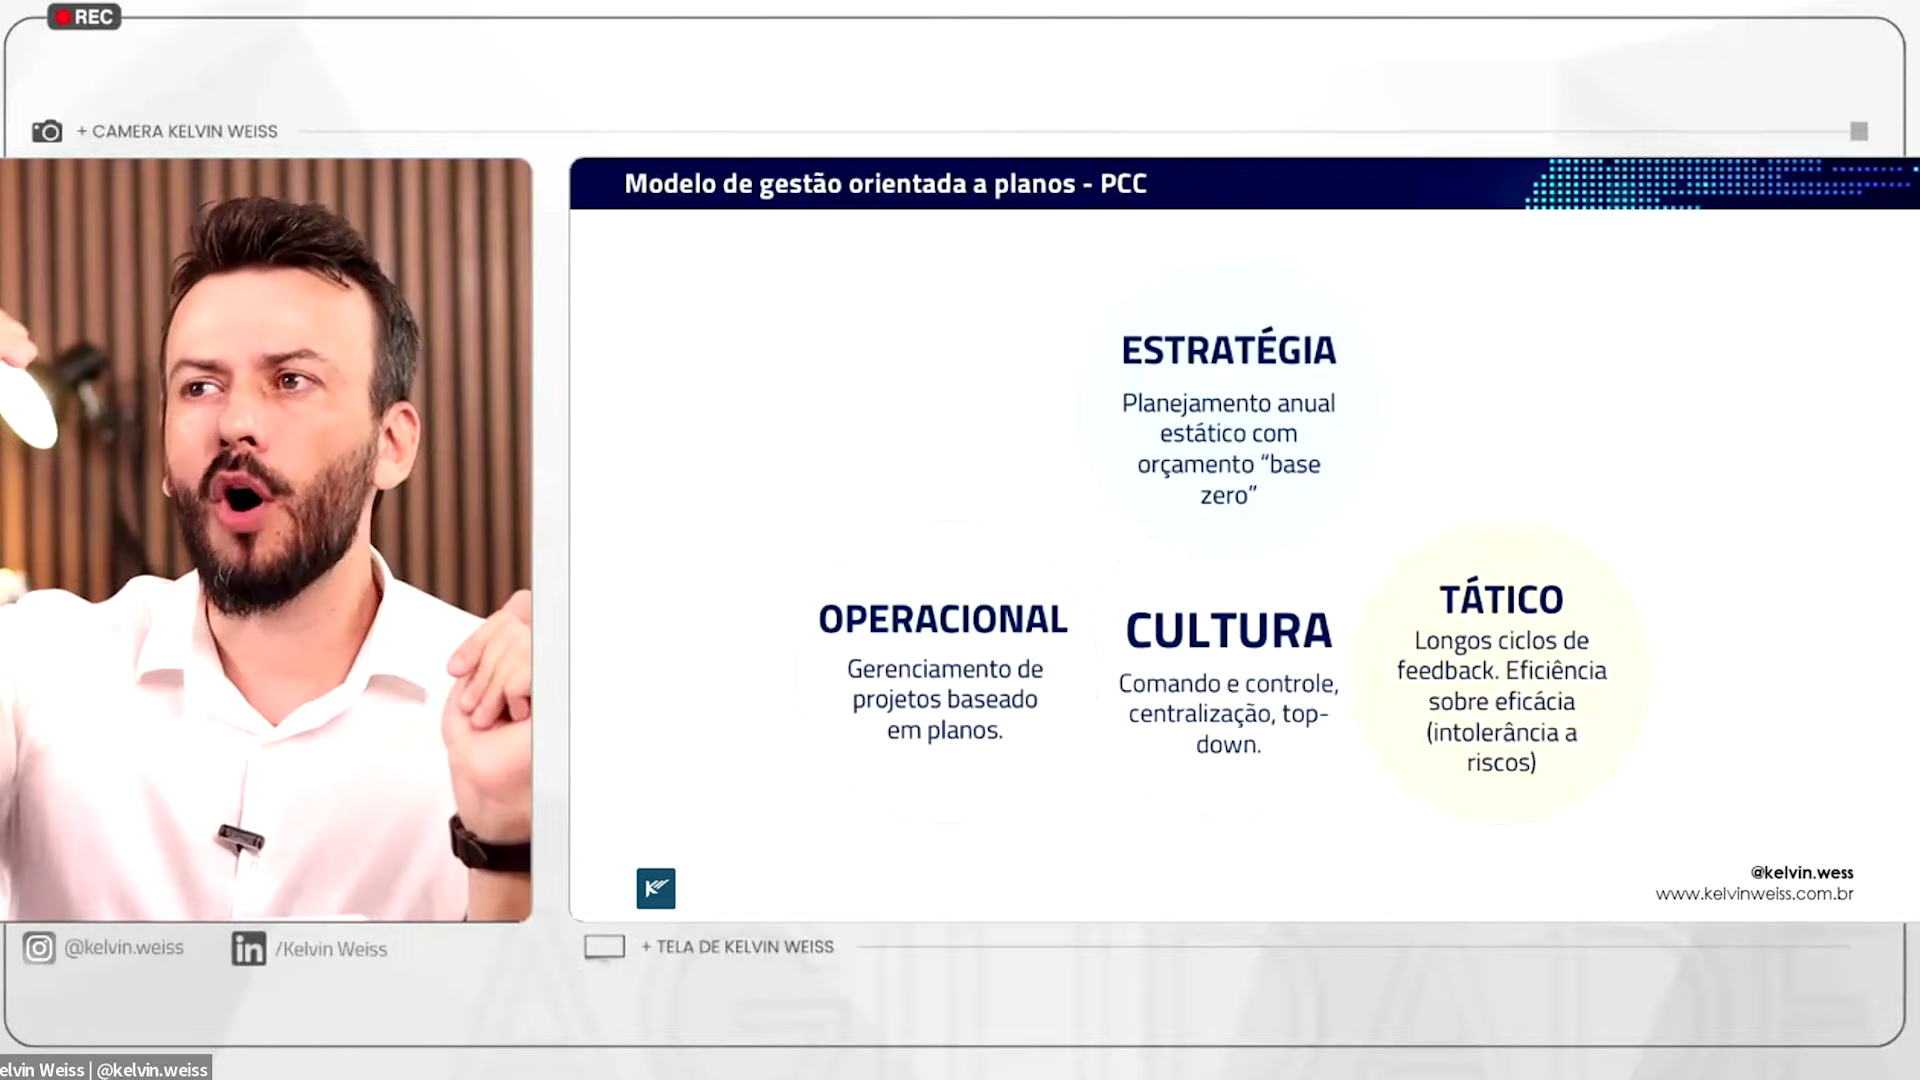 REC
+ CAMERA KELVIN WEISS
Modelo de gestão orientada a planos - PCC
ESTRATÉGIA
Planejamento anual
estático com
orçamento “base
zero”
OPERACIONAL
Gerenciamento de
projetos baseado
em planos.
CULTURA
Comando e controle,
centralização, top-
down.
TÁTICO
Longos ciclos de
feedback. Eficiência
sobre eficácia
(intolerância a
riscos)
@kelvin.wess
www.kelvinweiss.com.br
@kelvin.weiss
in /Kelvin Weiss
+ TELA DE KELVIN WEISS
elvin Weiss | @kelvin.weiss